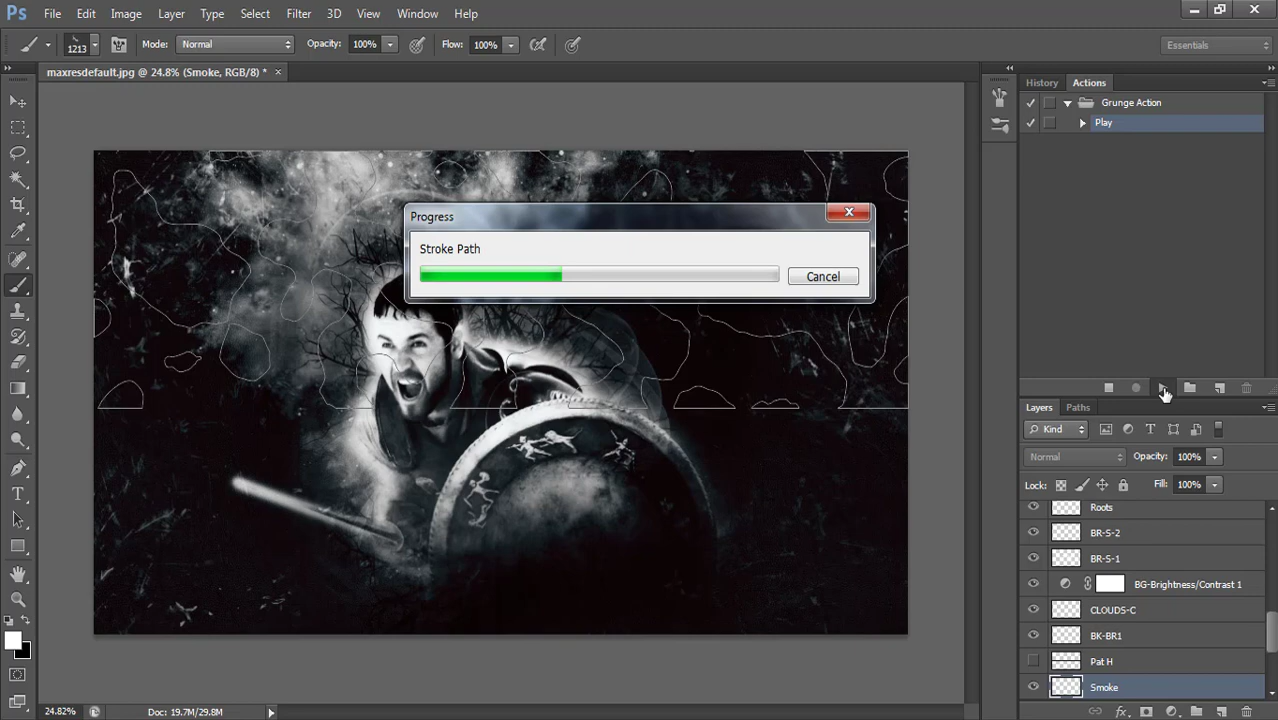 Ps File Edit Image Layer Type Select Filter 3D View Window Help
1213 Mode: Normal Opacity: 100% Flow: 100% Essentials
maxresdefault.jpg @ 24.8% (Smoke, RGB/8) *
History Actions
Grunge Action
Play
Progress
Stroke Path
Cancel
Layers Paths
Kind
Normal Opacity: 100%
Lock: Fill: 100%
Roots
BR-S-2
BR-S-1
BG-Brightness/Contrast 1
CLOUDS-C
BK-BR1
Pat H
Smoke
24.82% Doc: 19.7M/29.8M